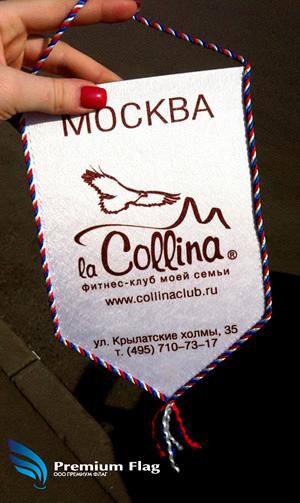 МОСКВА
la Collina®
фитнес-клуб моей семьи
www.collinaclub.ru
ул. Крылатские холмы, 35
т. (495) 710–73–17
Premium Flag
ООО ПРЕМИУМ ФЛАГ